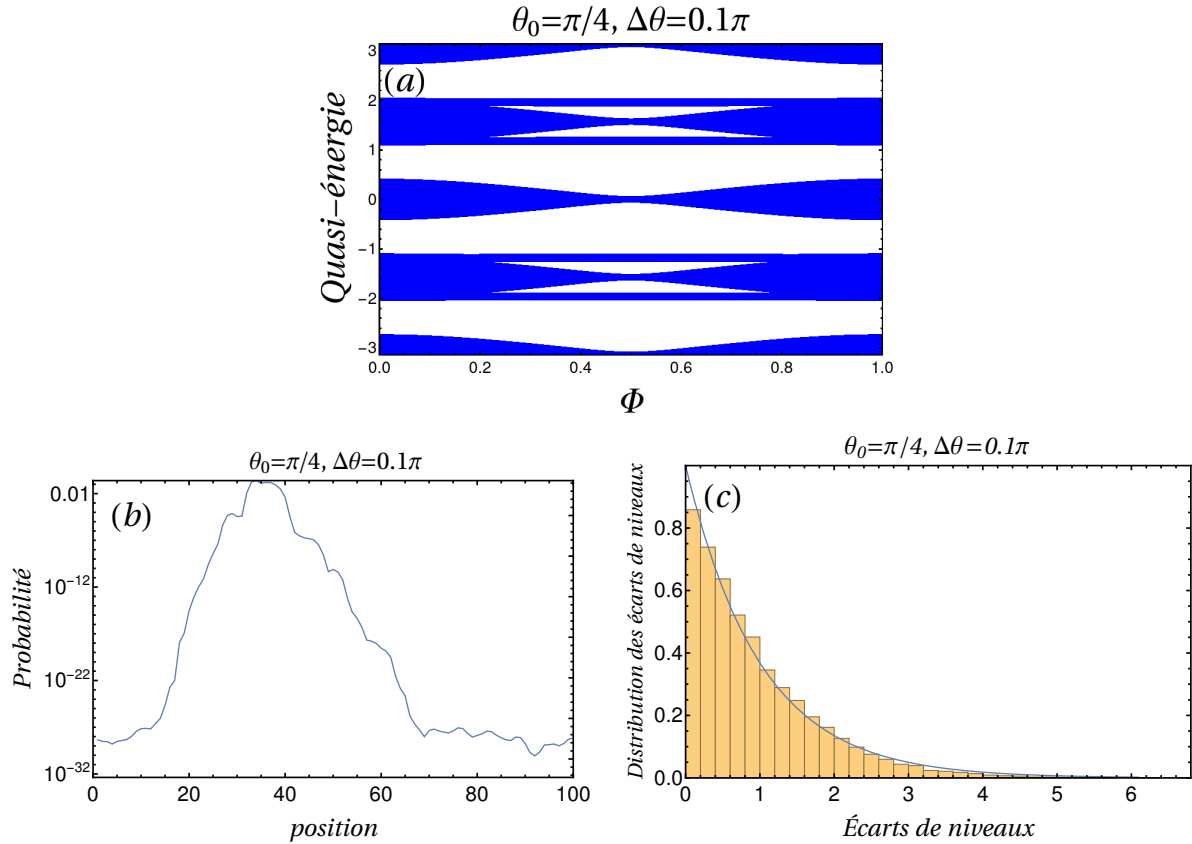 θ₀=π/4, Δθ=0.1π
(a)
Quasi−énergie
3
2
1
0
−1
−2
−3
0.0 0.2 0.4 0.6 0.8 1.0
Φ
θ₀=π/4, Δθ=0.1π
(b)
Probabilité
0.01
10⁻¹²
10⁻²²
10⁻³²
0 20 40 60 80 100
position
θ₀=π/4, Δθ=0.1π
(c)
Distribution des écarts de niveaux
0.8
0.6
0.4
0.2
0.0
0 1 2 3 4 5 6
Écarts de niveaux